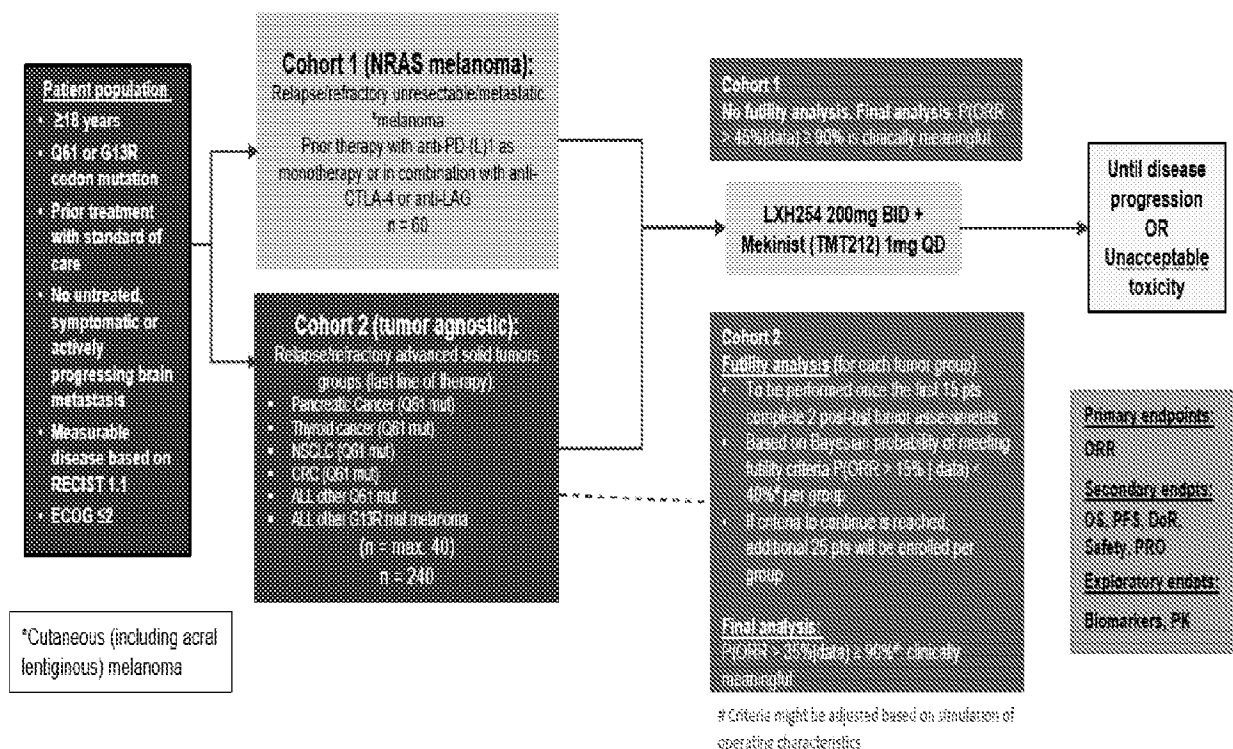 Patient population
• ≥18 years
• Q61 or G13R
codon mutation
• Prior treatment
with standard of
care
• No untreated,
symptomatic or
actively
progressing brain
metastasis
• Measurable
disease based on
RECIST 1.1
• ECOG ≤2
*Cutaneous (including acral
lentiginous) melanoma
Cohort 1 (NRAS melanoma):
Relapse/refractory unresectable/metastatic
*melanoma
Prior therapy with anti-PD-(L)1 as
monotherapy or in combination with anti-
CTLA-4 or anti-LAG
n = 60
Cohort 2 (tumor agnostic):
Relapse/refractory advanced solid tumors
groups (last line of therapy)
• Pancreatic Cancer (Q61 mut)
• Thyroid cancer (Q61 mut)
• NSCLC (Q61 mut)
• CRC (Q61 mut)
• ALL other Q61 mut
• ALL other G13R mut melanoma
(n = max. 40)
n = 240
Cohort 1
No futility analysis. Final analysis: P(ORR
data) ≥ 90% is clinically meaningful
LXH254 200mg BID +
Mekinist (TMT212) 1mg QD
Cohort 2
Futility analysis (for each tumor group)
• To be performed once the first 15 pts
complete 2 post-bsl tumor assessments
• Based on Bayesian probability of meeting
futility criteria P(ORR > 15% | data) <
40%# per group
• If criteria to continue is reached,
additional 25 pts will be enrolled per
group
Final analysis:
data) ≥ 90%# clinically
meaningful
# Criteria might be adjusted based on stimulation of
operating characteristics
Until disease
progression
OR
Unacceptable
toxicity
Primary endpoints:
ORR
Secondary endpts:
OS, PFS, DoR,
Safety, PRO
Exploratory endpts:
Biomarkers, PK